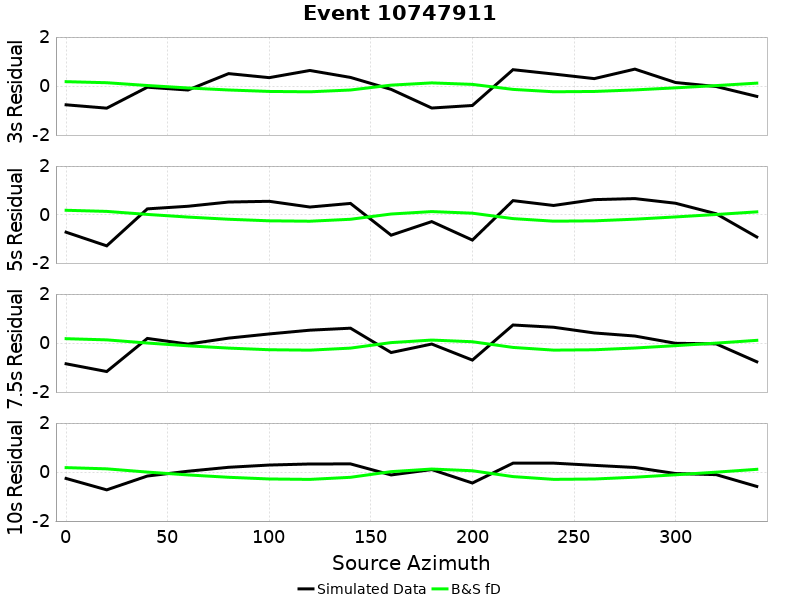 Event 10747911
3s Residual
2
0
-2
5s Residual
2
0
-2
7.5s Residual
2
0
-2
10s Residual
2
0
-2
0 50 100 150 200 250 300
Source Azimuth
Simulated Data B&S fD